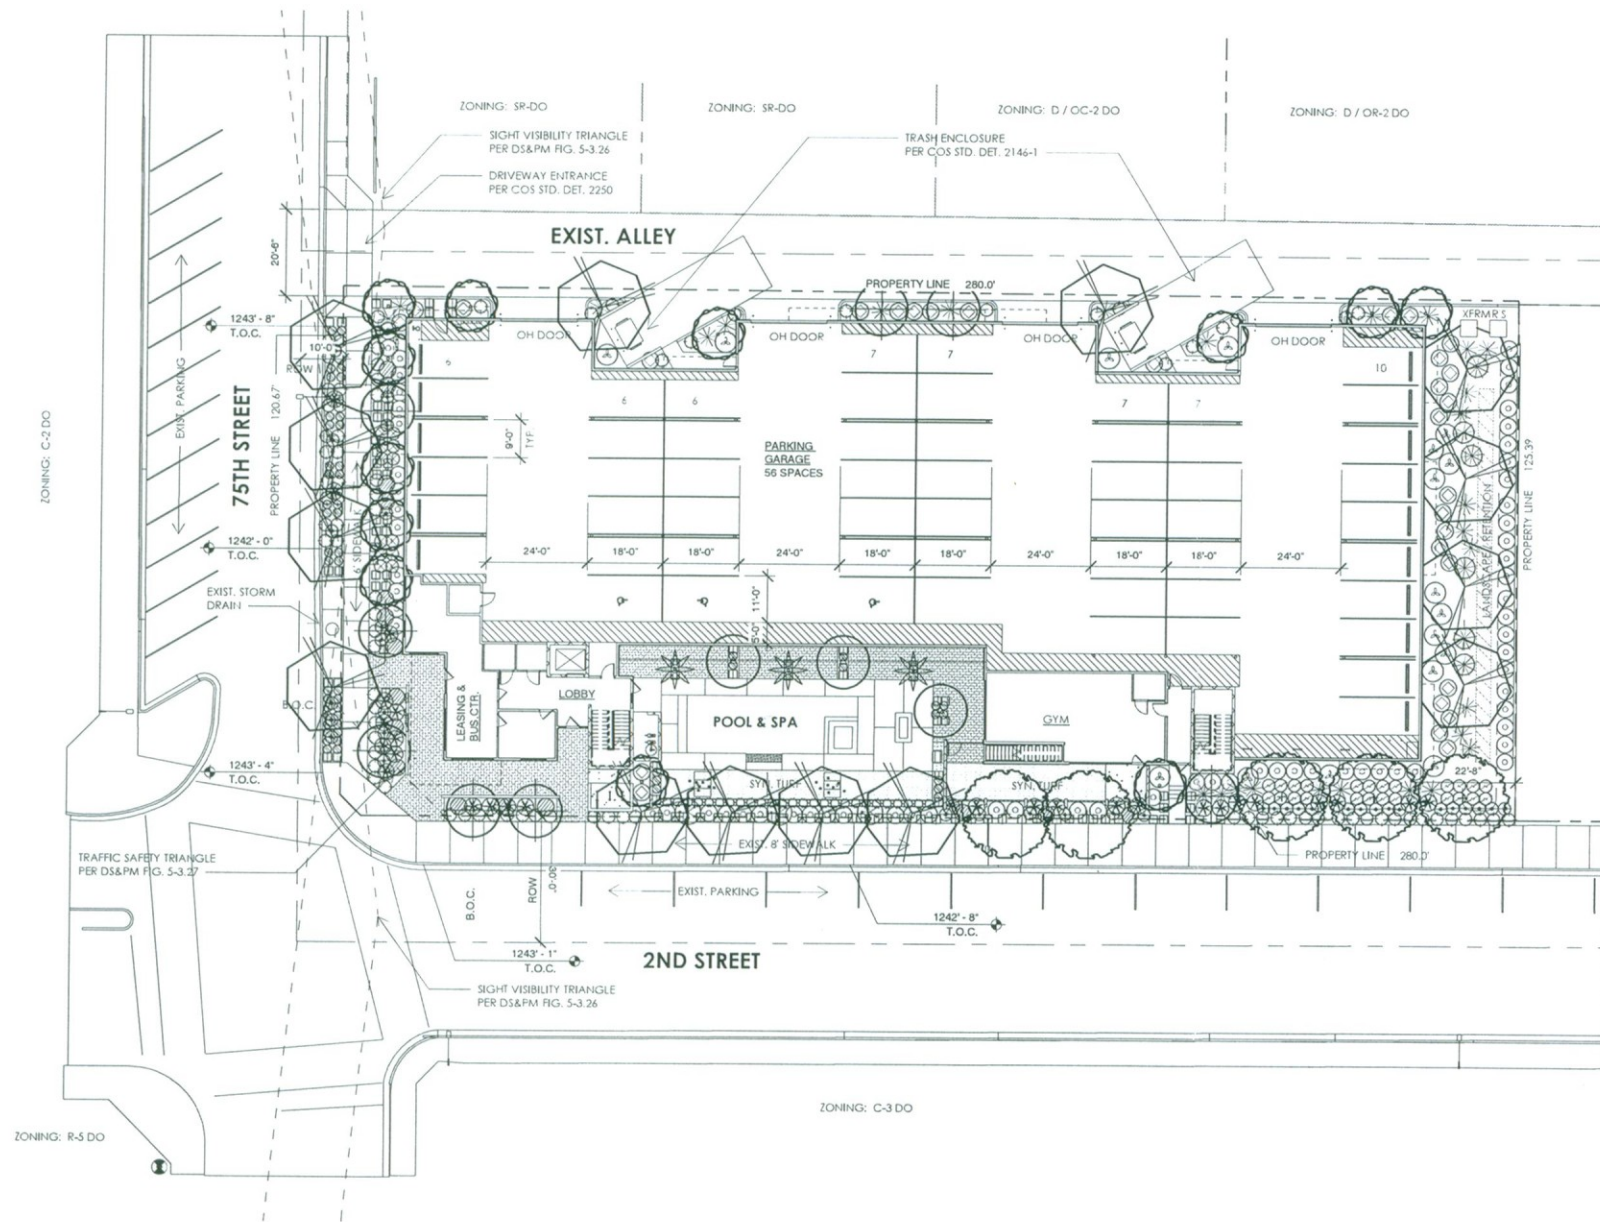 ZONING: SR-DO
ZONING: SR-DO
ZONING: D / OC-2 DO
ZONING: D / OR-2 DO
SIGHT VISIBILITY TRIANGLE
PER DS&PM FIG. 5-3.26
TRASH ENCLOSURE
PER COS STD. DET. 2146-1
DRIVEWAY ENTRANCE
PER COS STD. DET. 2250
EXIST. ALLEY
20'-6"
PROPERTY LINE 280.0'
1243' - 8"
T.O.C.
OH DOOR
OH DOOR
OH DOOR
OH DOOR
XFRMRS
10'-0"
ROW
6
7
7
10
EXIST. PARKING
75TH STREET
PROPERTY LINE 120.67'
6
6
7
7
9'-0"
TYP.
PARKING
GARAGE
56 SPACES
ZONING: C-2 DO
PROPERTY LINE 125.39
LANDSCAPE RETENTION
6' SIDEWALK
1242' - 0"
T.O.C.
24'-0"
18'-0"
18'-0"
24'-0"
18'-0"
18'-0"
24'-0"
18'-0"
18'-0"
24'-0"
EXIST. STORM
DRAIN
11'-0"
5'-0"
LOBBY
LEASING &
BUS. CTR.
POOL & SPA
GYM
B.O.C.
1243' - 4"
T.O.C.
SYN. TURF
SYN. TURF
22'-8"
EXIST. 8' SIDEWALK
PROPERTY LINE 280.0'
TRAFFIC SAFETY TRIANGLE
PER DS&PM FIG. 5-3.27
B.O.C.
ROW
30'-0"
EXIST. PARKING
1242' - 8"
T.O.C.
1243' - 1"
T.O.C.
2ND STREET
SIGHT VISIBILITY TRIANGLE
PER DS&PM FIG. 5-3.26
ZONING: C-3 DO
ZONING: R-5 DO